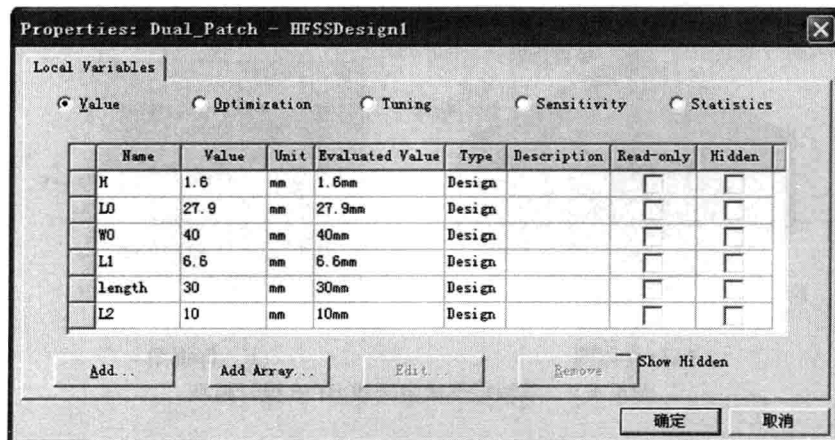 Properties: Dual_Patch - HFSSDesign1
Local Variables
Value Optimization Tuning Sensitivity Statistics
Name Value Unit Evaluated Value Type Description Read-only Hidden
H 1.6 mm 1.6mm Design
L0 27.9 mm 27.9mm Design
W0 40 mm 40mm Design
L1 6.6 mm 6.6mm Design
length 30 mm 30mm Design
L2 10 mm 10mm Design
Add... Add Array... Edit... Remove Show Hidden
确定 取消